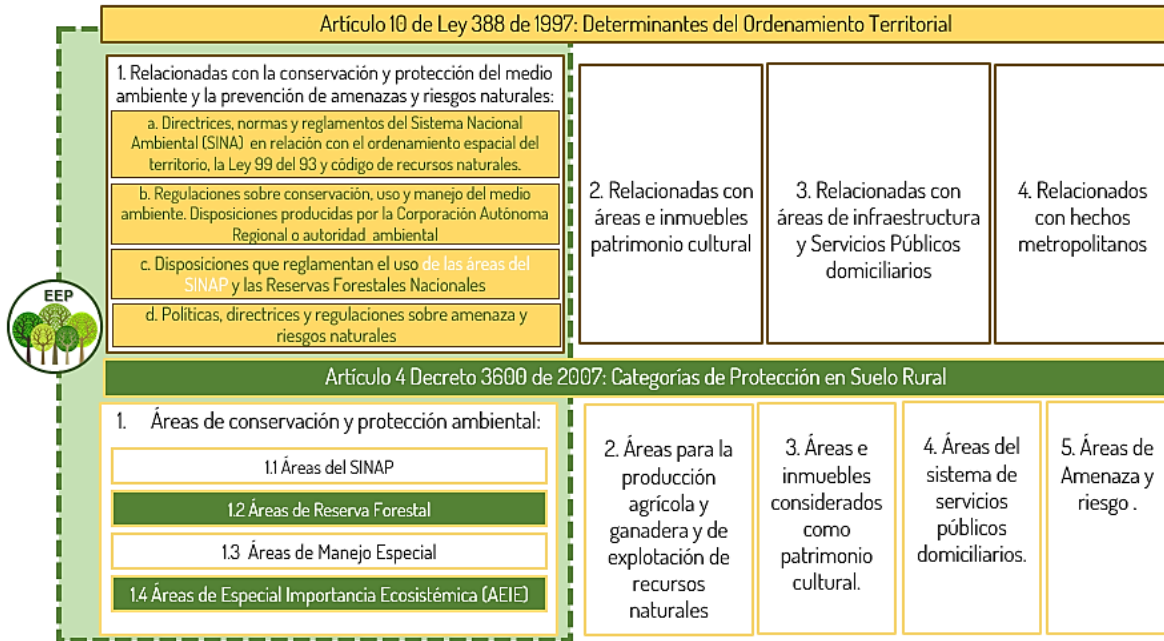 Artículo 10 de Ley 388 de 1997: Determinantes del Ordenamiento Territorial
1. Relacionadas con la conservación y protección del medio
ambiente y la prevención de amenazas y riesgos naturales:
a. Directrices, normas y reglamentos del Sistema Nacional
Ambiental (SINA) en relación con el ordenamiento espacial del
territorio, la Ley 99 del 93 y código de recursos naturales.
b. Regulaciones sobre conservación, uso y manejo del medio
ambiente. Disposiciones producidas por la Corporación Autónoma
Regional o autoridad ambiental
c. Disposiciones que reglamentan el uso de las áreas del
SINAP y las Reservas Forestales Nacionales
d. Políticas, directrices y regulaciones sobre amenaza y
riesgos naturales
2. Relacionadas con
áreas e inmuebles
patrimonio cultural
3. Relacionadas con
áreas de infraestructura
y Servicios Públicos
domiciliarios
4. Relacionados
con hechos
metropolitanos
EEP
Artículo 4 Decreto 3600 de 2007: Categorías de Protección en Suelo Rural
1. Áreas de conservación y protección ambiental:
1.1 Áreas del SINAP
1.2 Áreas de Reserva Forestal
1.3 Áreas de Manejo Especial
1.4 Áreas de Especial Importancia Ecosistémica (AEIE)
2. Áreas para la
producción
agrícola y
ganadera y de
explotación de
recursos
naturales
3. Áreas e
inmuebles
considerados
como
patrimonio
cultural.
4. Áreas del
sistema de
servicios
públicos
domiciliarios.
5. Áreas de
Amenaza y
riesgo .